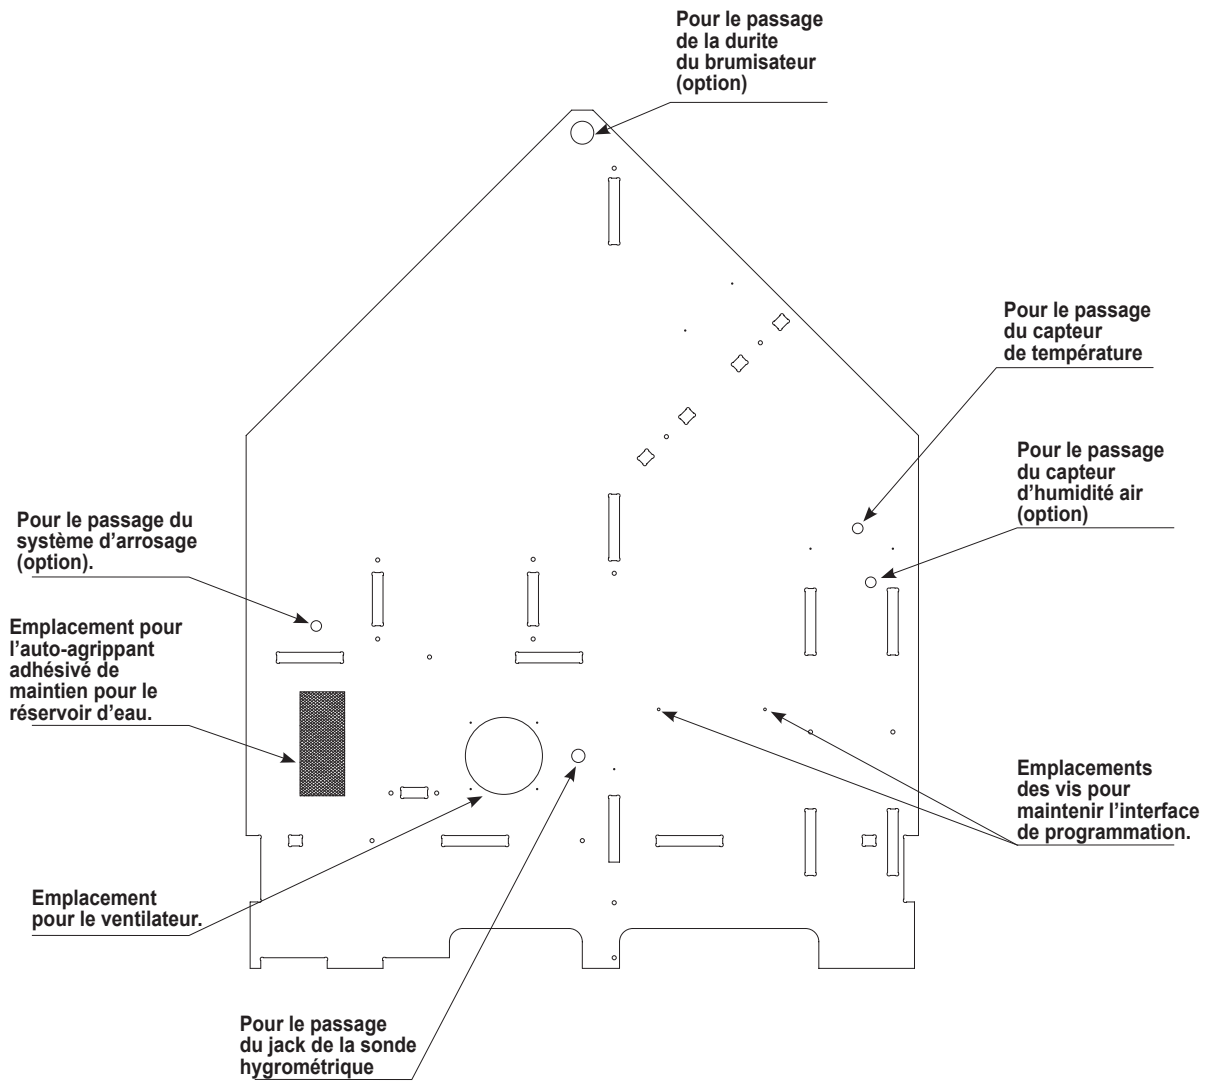 Pour le passage
de la durite
du brumisateur
(option)
Pour le passage
du capteur
de température
Pour le passage
du capteur
d’humidité air
(option)
Pour le passage du
système d’arrosage
(option).
Emplacement pour
l’auto-agrippant
adhésivé de
maintien pour le
réservoir d’eau.
Emplacements
des vis pour
maintenir l’interface
de programmation.
Emplacement
pour le ventilateur.
Pour le passage
du jack de la sonde
hygrométrique